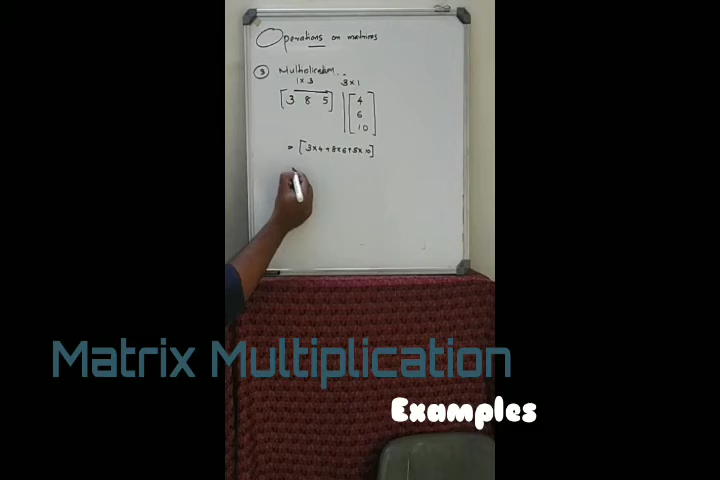 Operations on matrices
③ Multiplication..
1 × 3 3 × 1
[3 8 5] [4
6
10]
= [3×4+8×6+5×10]
Matrix Multiplication
Examples